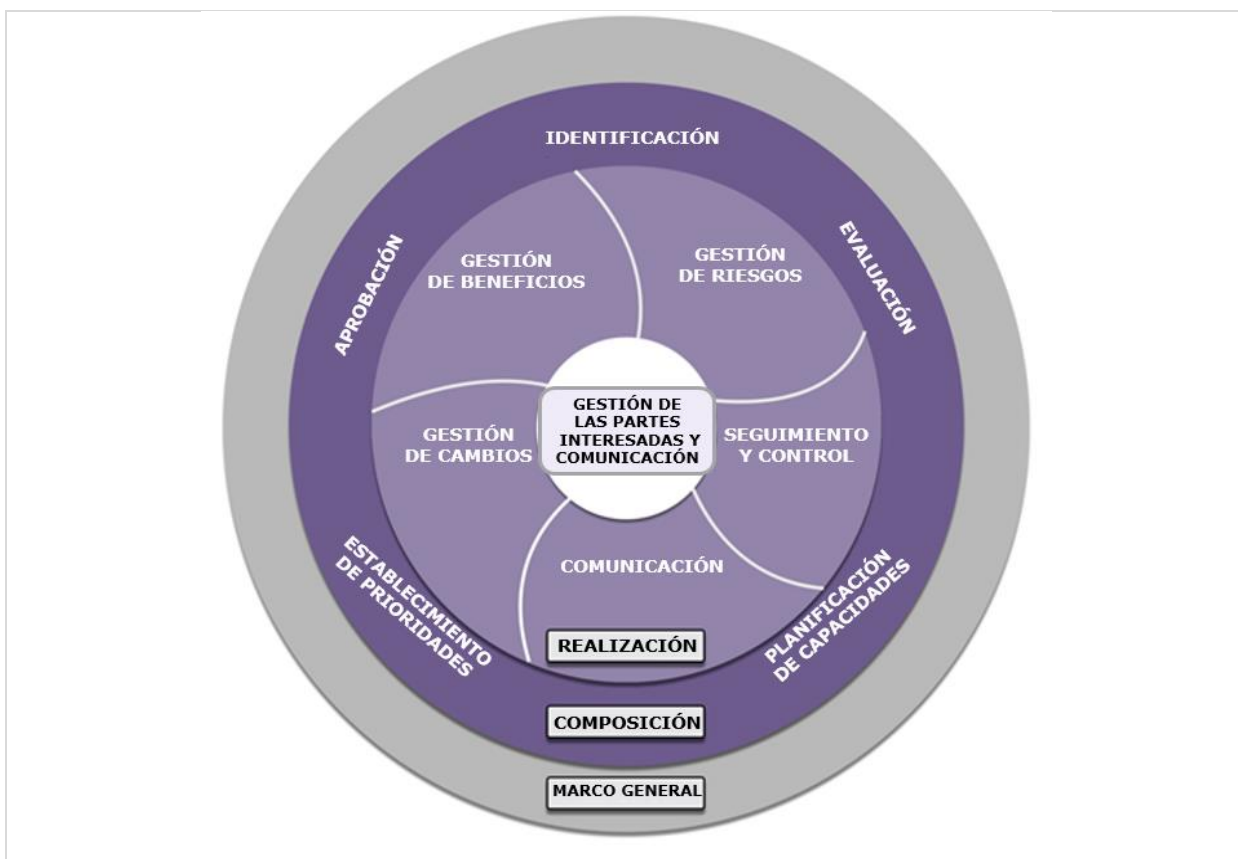 IDENTIFICACIÓN
EVALUACIÓN
APROBACIÓN
GESTIÓN
DE BENEFICIOS
GESTIÓN
DE RIESGOS
GESTIÓN DE
LAS PARTES
INTERESADAS Y
COMUNICACIÓN
GESTIÓN
DE CAMBIOS
SEGUIMIENTO
Y CONTROL
COMUNICACIÓN
ESTABLECIMIENTO
DE PRIORIDADES
PLANIFICACIÓN
DE CAPACIDADES
REALIZACIÓN
COMPOSICIÓN
MARCO GENERAL